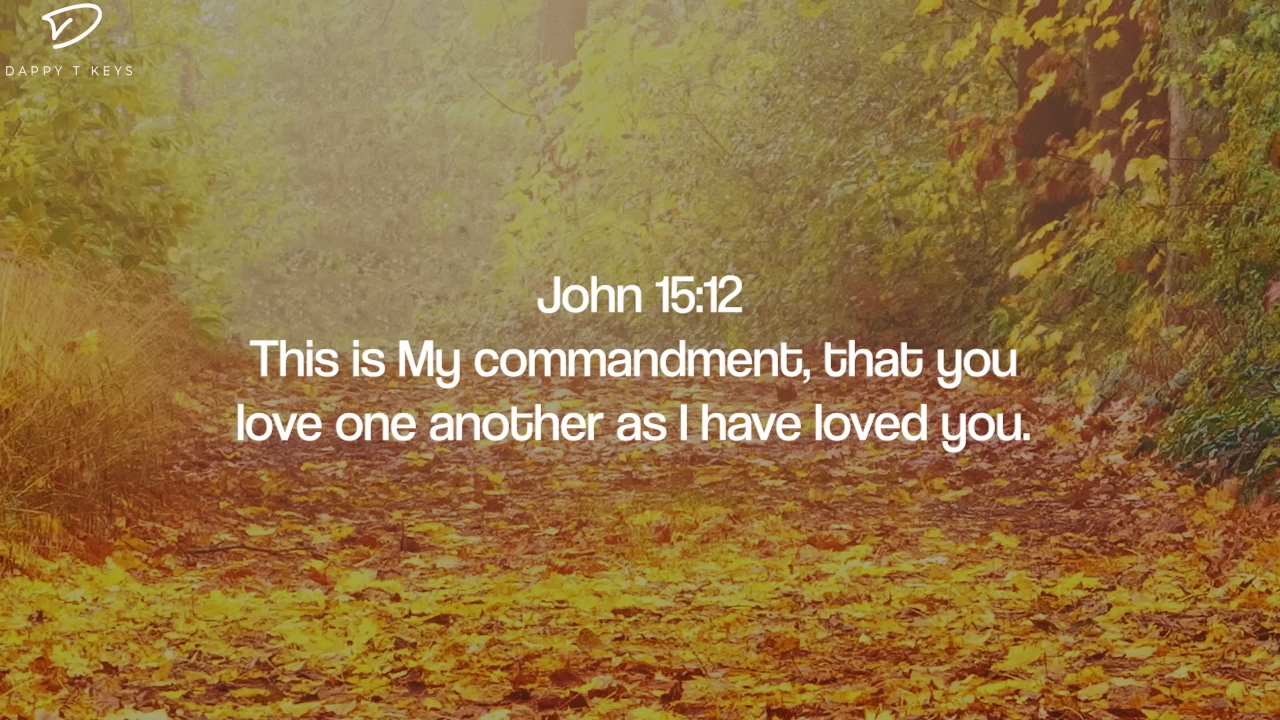 DAPPY T KEYS
John 15:12
This is My commandment, that you
love one another as I have loved you.